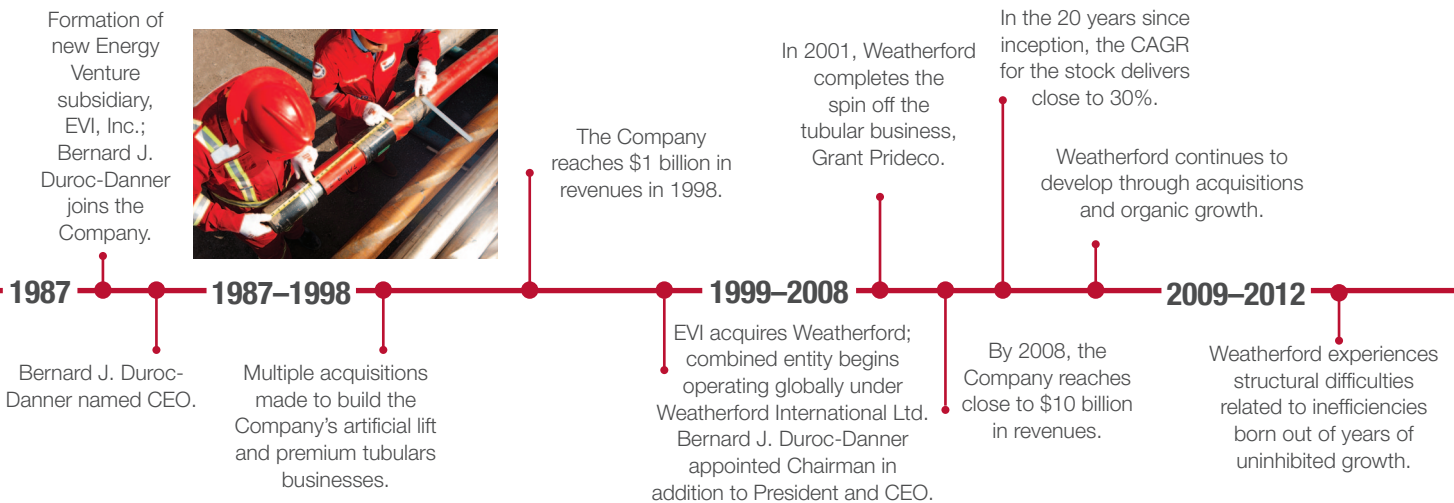 Formation of
new Energy
Venture
subsidiary,
EVI, Inc.;
Bernard J.
Duroc-Danner
joins the
Company.
1987
Bernard J. Duroc-
Danner named CEO.
1987–1998
Multiple acquisitions
made to build the
Company’s artificial lift
and premium tubulars
businesses.
The Company
reaches $1 billion in
revenues in 1998.
EVI acquires Weatherford;
combined entity begins
operating globally under
Weatherford International Ltd.
Bernard J. Duroc-Danner
appointed Chairman in
addition to President and CEO.
1999–2008
In 2001, Weatherford
completes the
spin off the
tubular business,
Grant Prideco.
By 2008, the
Company reaches
close to $10 billion
in revenues.
In the 20 years since
inception, the CAGR
for the stock delivers
close to 30%.
Weatherford continues to
develop through acquisitions
and organic growth.
2009–2012
Weatherford experiences
structural difficulties
related to inefficiencies
born out of years of
uninhibited growth.